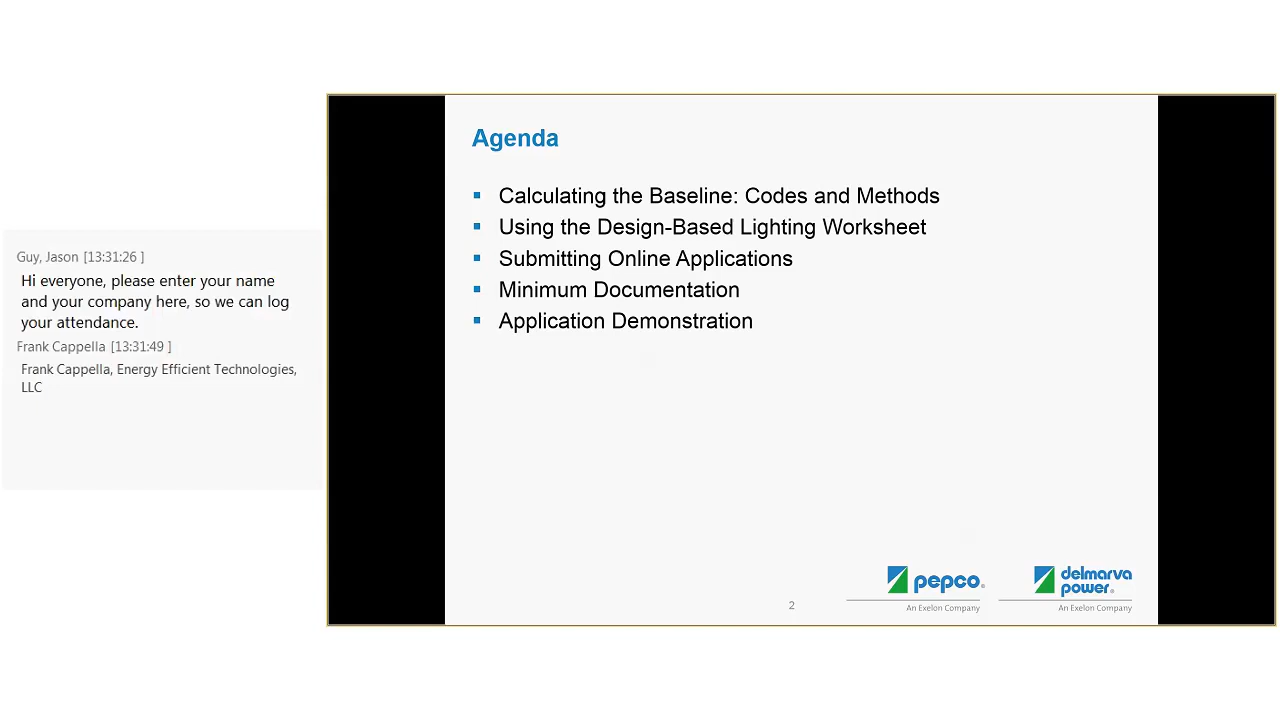 Guy, Jason [13:31:26 ]
Hi everyone, please enter your name
and your company here, so we can log
your attendance.
Frank Cappella [13:31:49 ]
Frank Cappella, Energy Efficient Technologies,
LLC
Agenda
▪ Calculating the Baseline: Codes and Methods
▪ Using the Design-Based Lighting Worksheet
▪ Submitting Online Applications
▪ Minimum Documentation
▪ Application Demonstration
2
pepco®
An Exelon Company
delmarva
power®
An Exelon Company